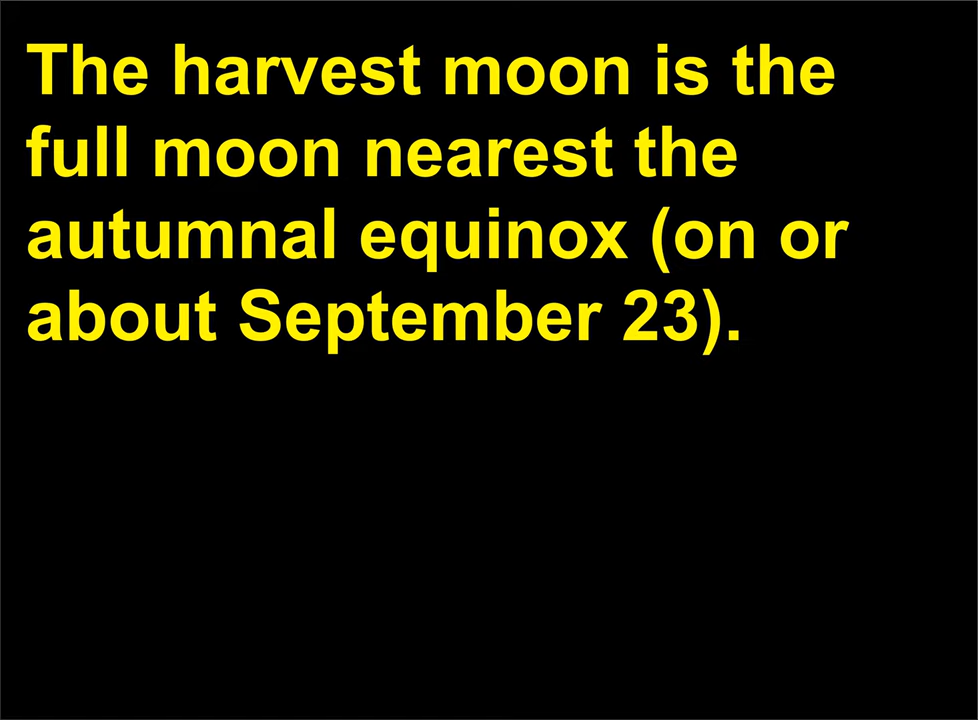 The harvest moon is the
full moon nearest the
autumnal equinox (on or
about September 23).